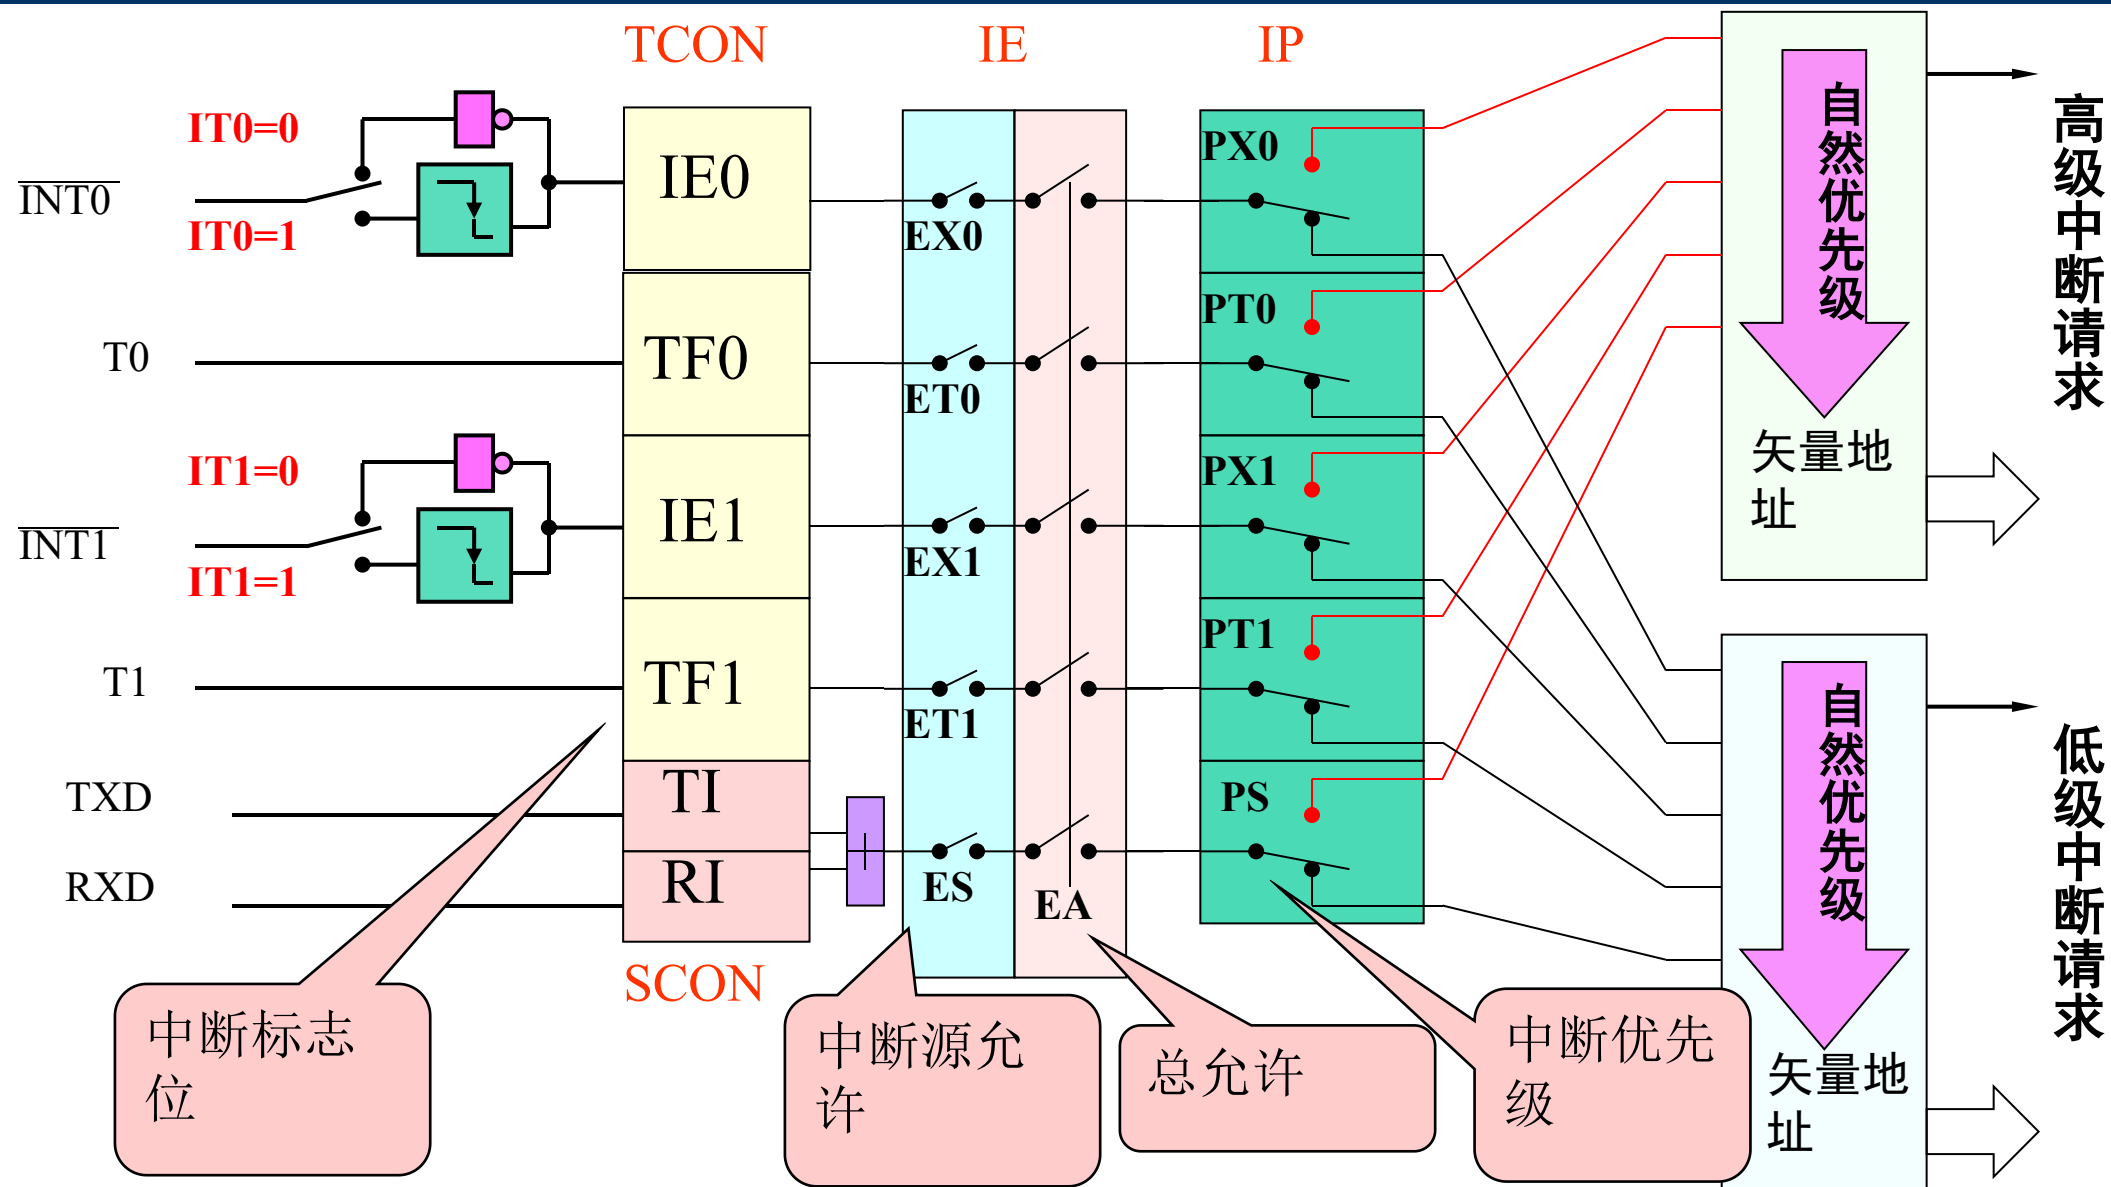 TCON
IE
IP
IT0=0
INT0
IT0=1
IE0
EX0
PX0
T0
TF0
ET0
PT0
IT1=0
INT1
IT1=1
IE1
EX1
PX1
T1
TF1
ET1
PT1
TXD
TI
RXD
RI
ES
EA
PS
SCON
自然优先级
矢量地
址
高级中断请求
自然优先级
矢量地
址
低级中断请求
中断标志
位
中断源允
许
总允许
中断优先
级